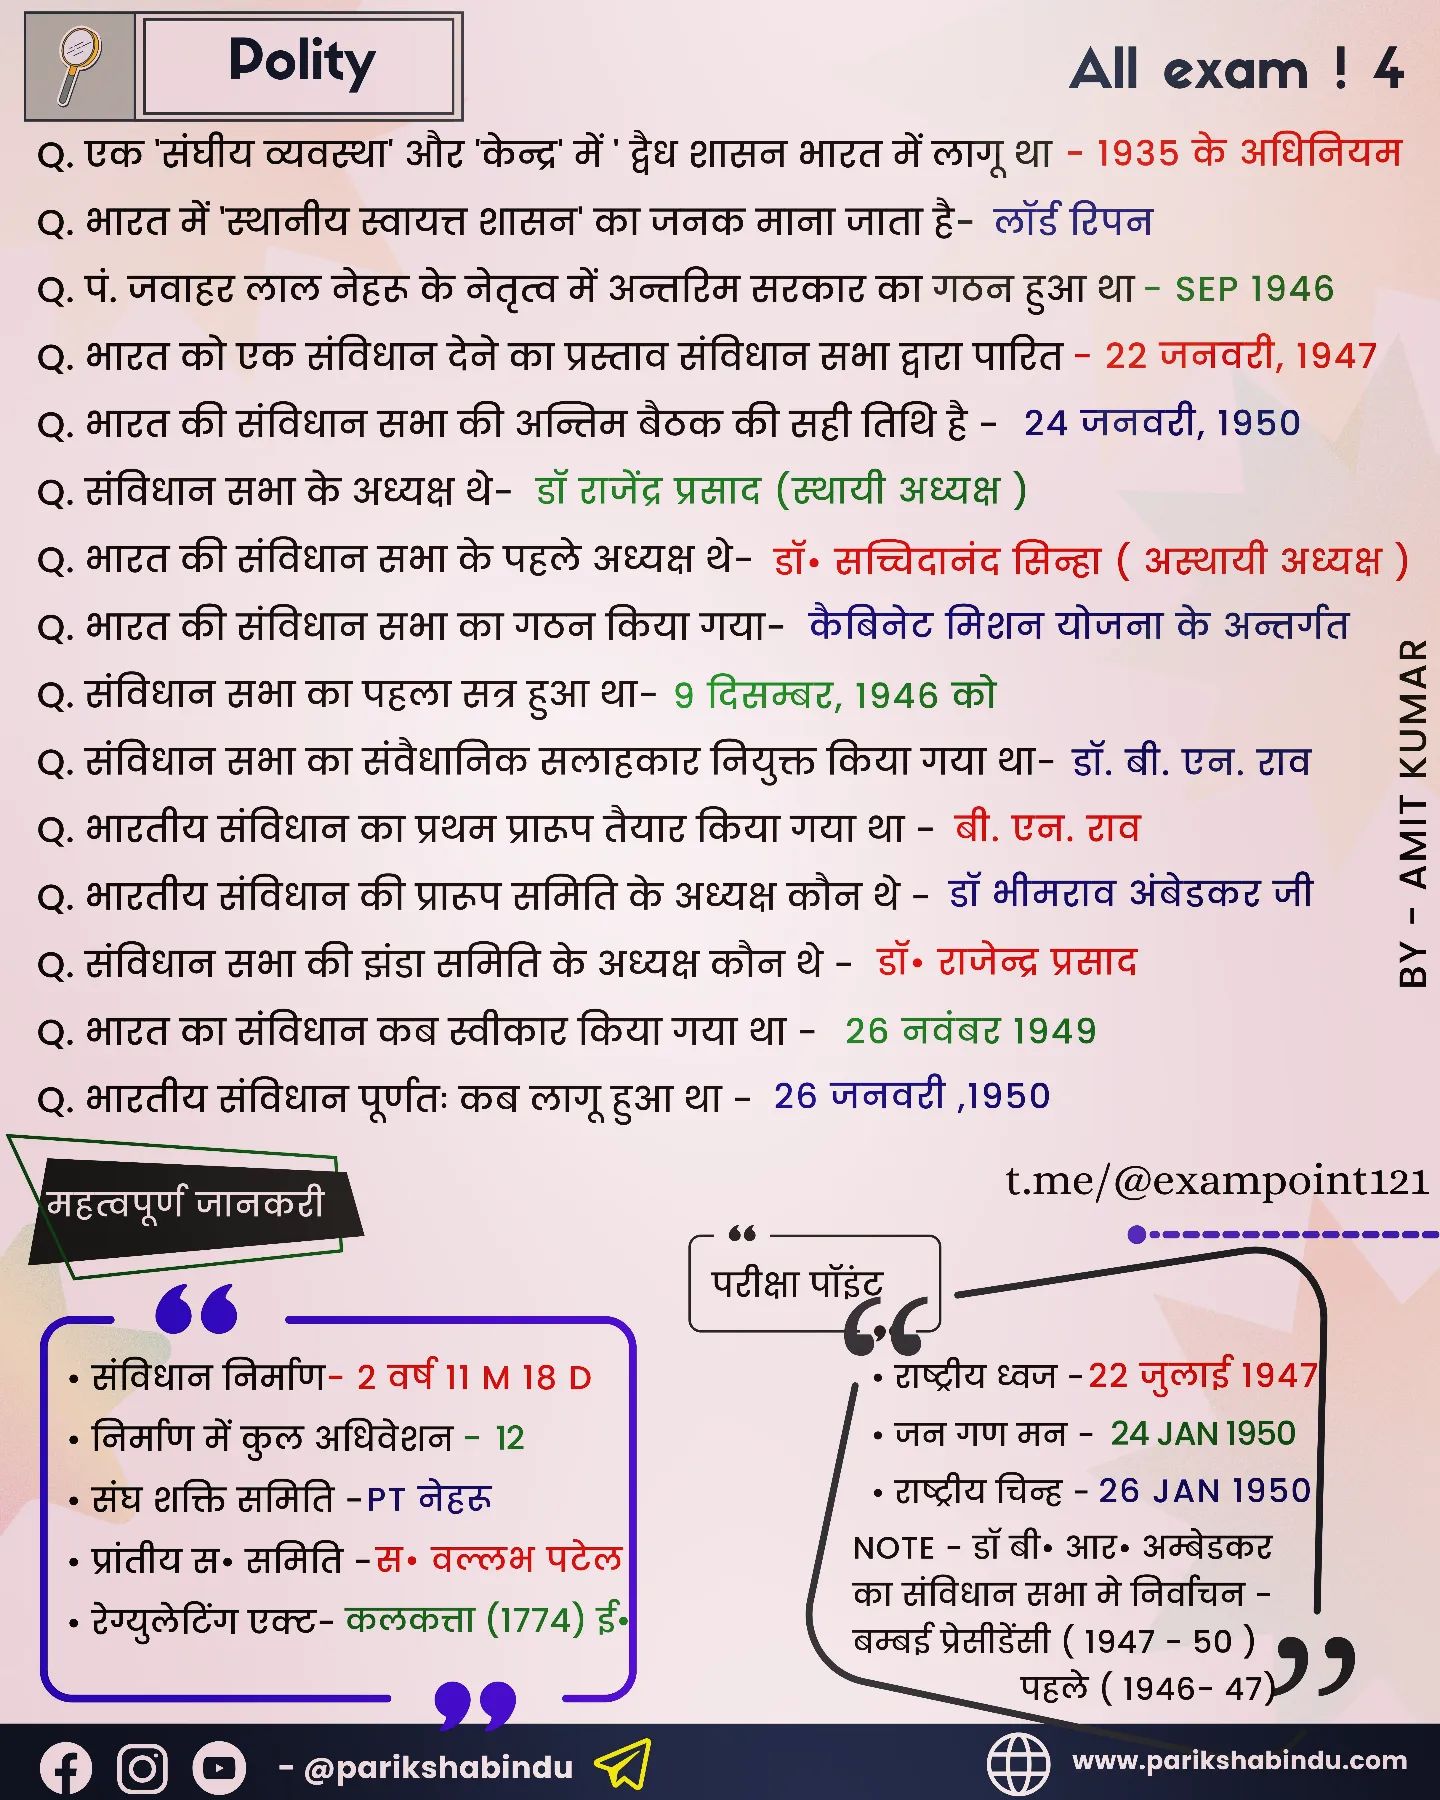 Polity
All exam ! 4
Q. एक 'संघीय व्यवस्था' और 'केन्द्र' में ' द्वैध शासन भारत में लागू था - 1935 के अधिनियम
Q. भारत में 'स्थानीय स्वायत्त शासन' का जनक माना जाता है- लॉर्ड रिपन
Q. पं. जवाहर लाल नेहरू के नेतृत्व में अन्तरिम सरकार का गठन हुआ था - SEP 1946
Q. भारत को एक संविधान देने का प्रस्ताव संविधान सभा द्वारा पारित - 22 जनवरी, 1947
Q. भारत की संविधान सभा की अन्तिम बैठक की सही तिथि है - 24 जनवरी, 1950
Q. संविधान सभा के अध्यक्ष थे- डॉ राजेंद्र प्रसाद (स्थायी अध्यक्ष )
Q. भारत की संविधान सभा के पहले अध्यक्ष थे- डॉ• सच्चिदानंद सिन्हा ( अस्थायी अध्यक्ष )
Q. भारत की संविधान सभा का गठन किया गया- कैबिनेट मिशन योजना के अन्तर्गत
Q. संविधान सभा का पहला सत्र हुआ था- 9 दिसम्बर, 1946 को
Q. संविधान सभा का संवैधानिक सलाहकार नियुक्त किया गया था- डॉ. बी. एन. राव
Q. भारतीय संविधान का प्रथम प्रारूप तैयार किया गया था - बी. एन. राव
Q. भारतीय संविधान की प्रारूप समिति के अध्यक्ष कौन थे - डॉ भीमराव अंबेडकर जी
Q. संविधान सभा की झंडा समिति के अध्यक्ष कौन थे - डॉ• राजेन्द्र प्रसाद
Q. भारत का संविधान कब स्वीकार किया गया था - 26 नवंबर 1949
Q. भारतीय संविधान पूर्णतः कब लागू हुआ था - 26 जनवरी ,1950
BY - AMIT KUMAR
महत्वपूर्ण जानकरी
t.me/@exampoint121
• संविधान निर्माण- 2 वर्ष 11 M 18 D
• निर्माण में कुल अधिवेशन - 12
• संघ शक्ति समिति -PT नेहरू
• प्रांतीय स• समिति -स• वल्लभ पटेल
• रेग्युलेटिंग एक्ट- कलकत्ता (1774) ई•
परीक्षा पॉइंट
• राष्ट्रीय ध्वज -22 जुलाई 1947
• जन गण मन - 24 JAN 1950
• राष्ट्रीय चिन्ह - 26 JAN 1950
NOTE - डॉ बी• आर• अम्बेडकर
का संविधान सभा मे निर्वाचन -
बम्बई प्रेसीडेंसी ( 1947 - 50 )
पहले ( 1946- 47)
- @parikshabindu
www.parikshabindu.com